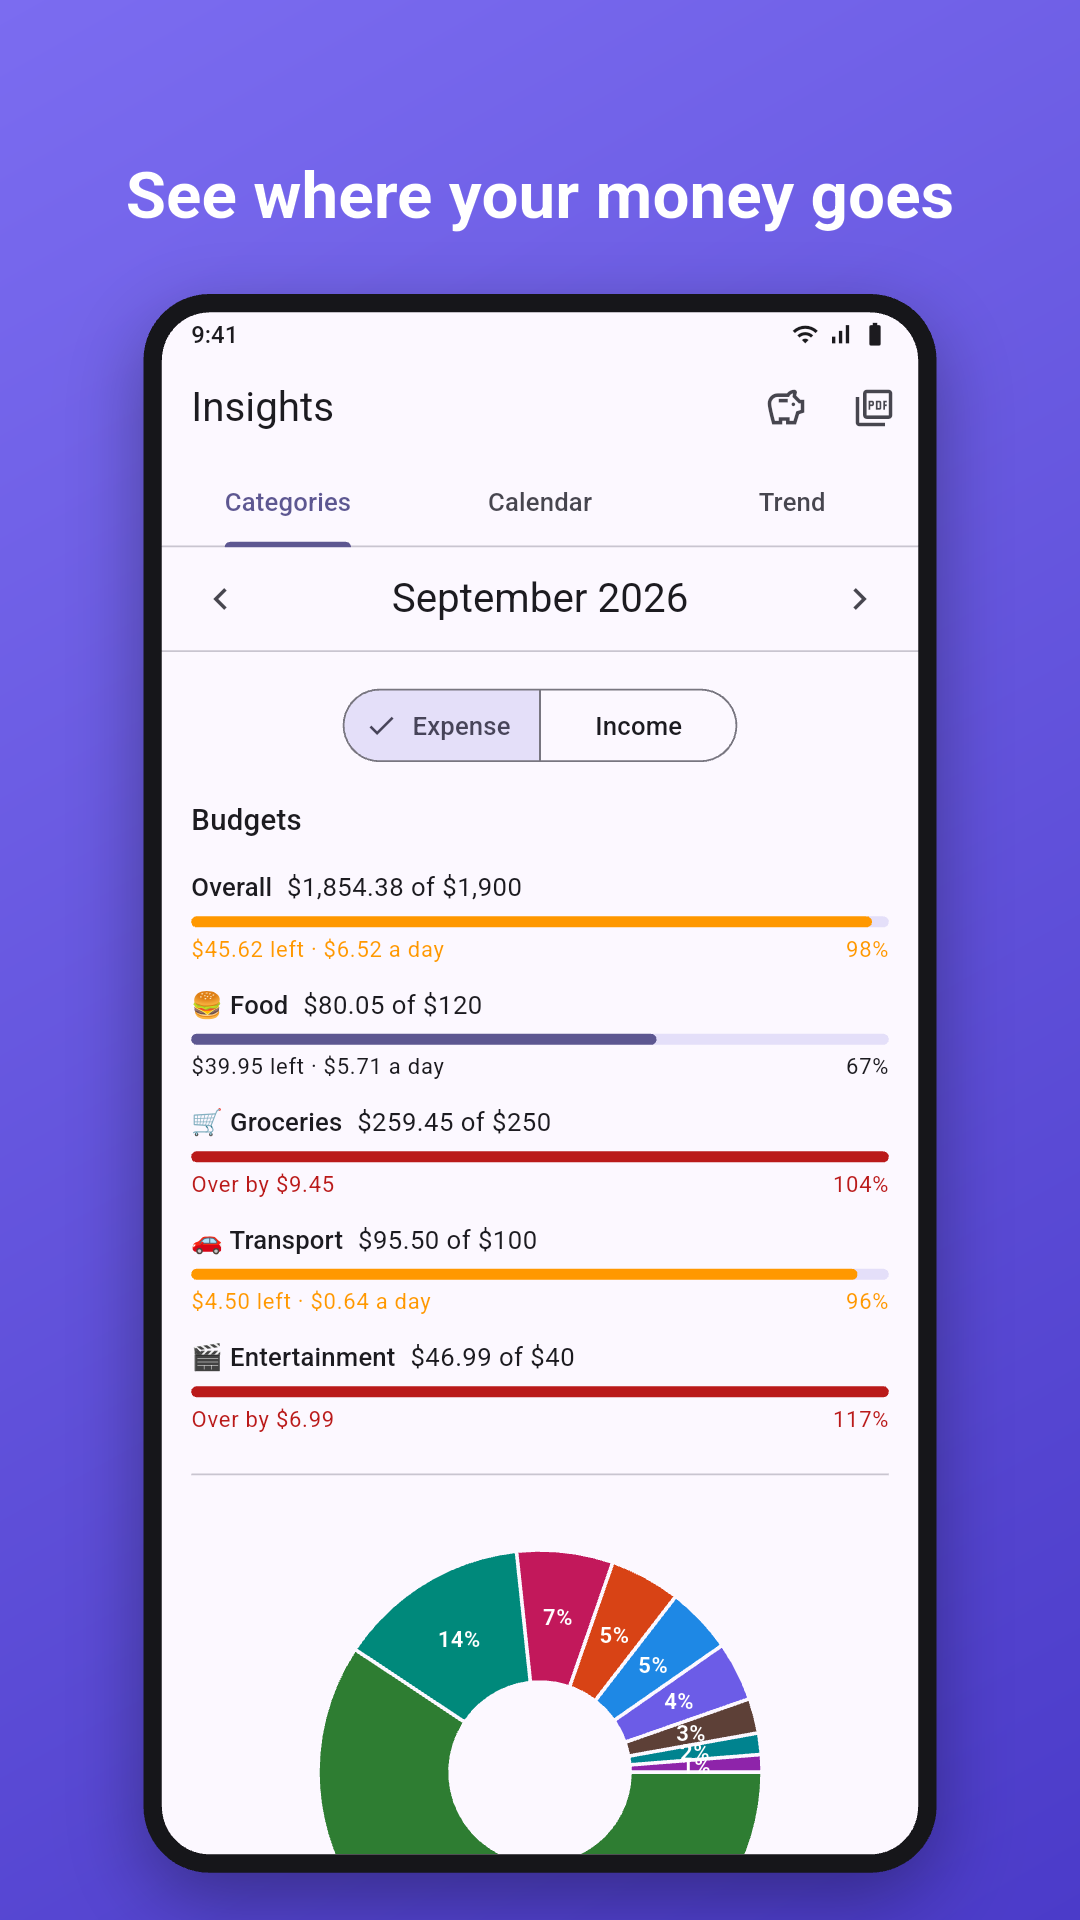 See where your money goes
9:41
Insights
PDF
Categories Calendar Trend
September 2026
Expense Income
Budgets
Overall $1,854.38 of $1,900
$45.62 left · $6.52 a day 98%
🍔 Food $80.05 of $120
$39.95 left · $5.71 a day 67%
🛒 Groceries $259.45 of $250
Over by $9.45 104%
🚗 Transport $95.50 of $100
$4.50 left · $0.64 a day 96%
🎬 Entertainment $46.99 of $40
Over by $6.99 117%
7%
5%
14%
5%
4%
3%
2%
1%